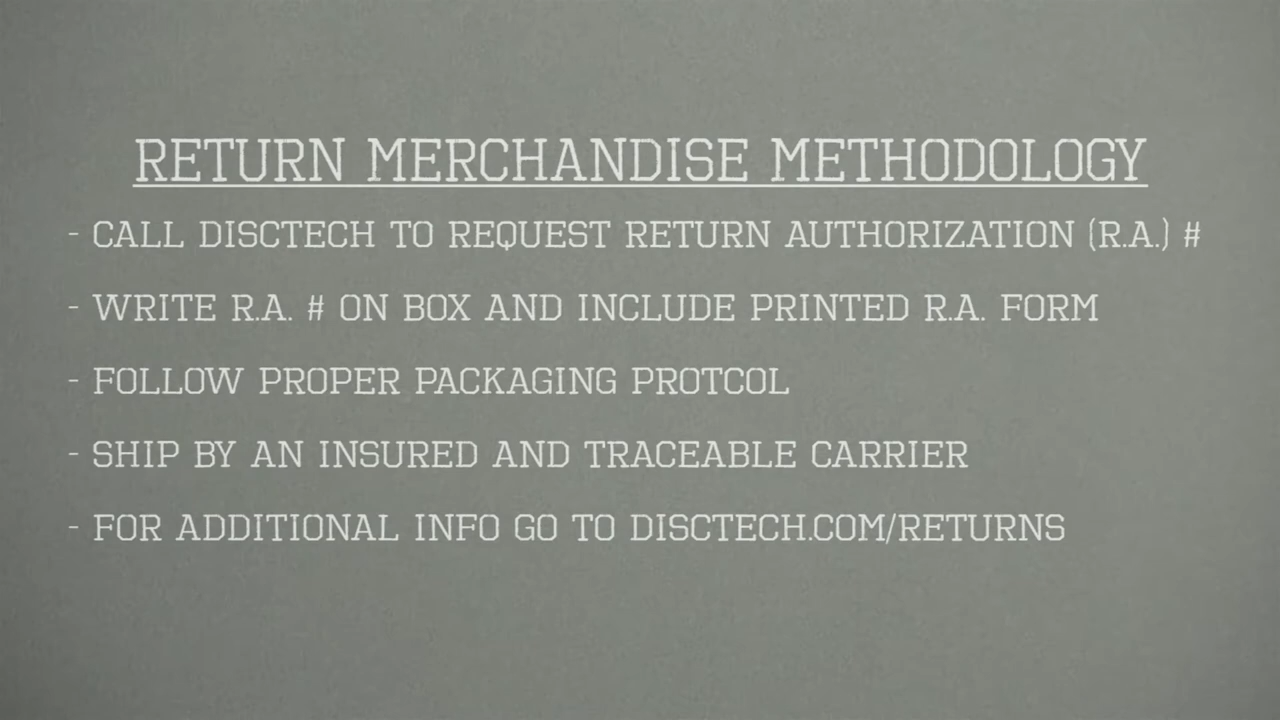 RETURN MERCHANDISE METHODOLOGY
- CALL DISCTECH TO REQUEST RETURN AUTHORIZATION (R.A.) #
- WRITE R.A. # ON BOX AND INCLUDE PRINTED R.A. FORM
- FOLLOW PROPER PACKAGING PROTCOL
- SHIP BY AN INSURED AND TRACEABLE CARRIER
- FOR ADDITIONAL INFO GO TO DISCTECH.COM/RETURNS